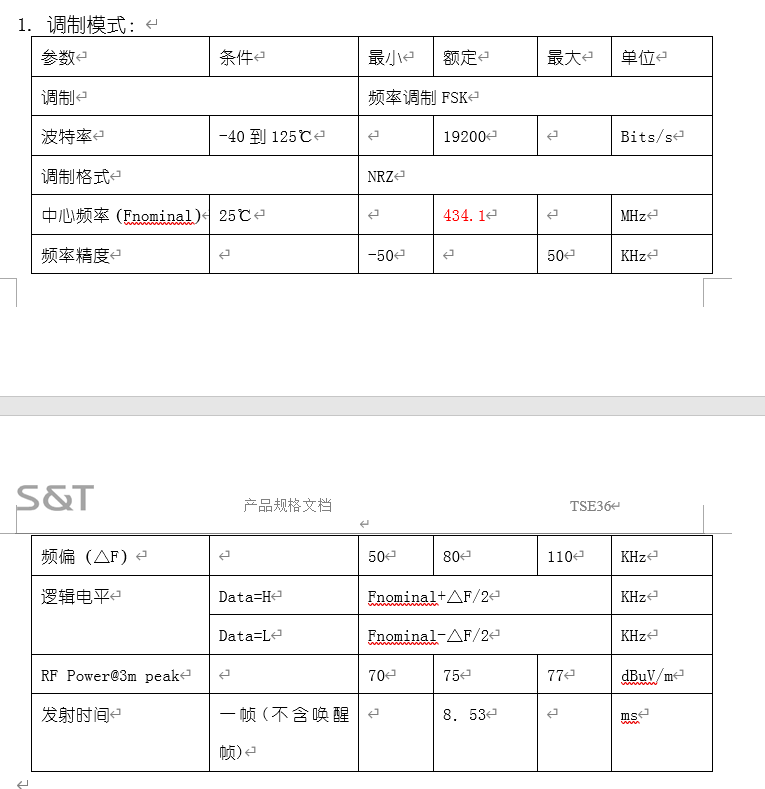 1. 调制模式：
参数 条件 最小 额定 最大 单位
调制 频率调制 FSK
波特率 -40 到 125℃ 19200 Bits/s
调制格式 NRZ
中心频率 (Fnominal) 25℃ 434.1 MHz
频率精度 -50 50 KHz
S&T 产品规格文档 TSE36
频偏（△F） 50 80 110 KHz
逻辑电平 Data=H Fnominal+△F/2 KHz
Data=L Fnominal-△F/2 KHz
RF Power@3m peak 70 75 77 dBuV/m
发射时间 一帧(不含唤醒 8．53 ms
帧)